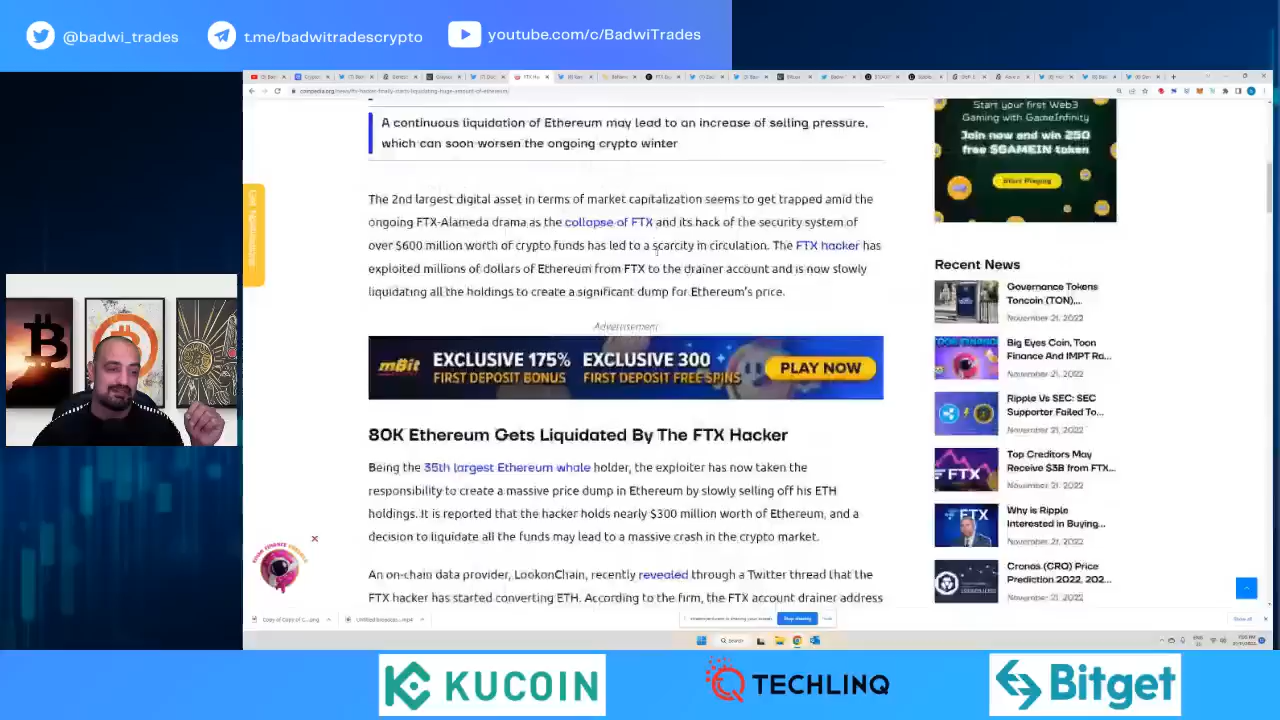 @badwi_trades
t.me/badwitradescrypto
youtube.com/c/BadwiTrades
A continuous liquidation of Ethereum may lead to an increase of selling pressure,
which can soon worsen the ongoing crypto winter
The 2nd largest digital asset in terms of market capitalization seems to get trapped amid the
ongoing FTX-Alameda drama as the collapse of FTX and its hack of the security system of
over $600 million worth of crypto funds has led to a scarcity in circulation. The FTX hacker has
exploited millions of dollars of Ethereum from FTX to the drainer account and is now slowly
liquidating all the holdings to create a significant dump for Ethereum's price.
Advertisement
mBit
EXCLUSIVE 175%
FIRST DEPOSIT BONUS
EXCLUSIVE 300
FIRST DEPOSIT FREE SPINS
PLAY NOW
80K Ethereum Gets Liquidated By The FTX Hacker
Being the 35th largest Ethereum whale holder, the exploiter has now taken the
responsibility to create a massive price dump in Ethereum by slowly selling off his ETH
holdings. It is reported that the hacker holds nearly $300 million worth of Ethereum, and a
decision to liquidate all the funds may lead to a massive crash in the crypto market.
An on-chain data provider, LookonChain, recently revealed through a Twitter thread that the
FTX hacker has started converting ETH. According to the firm, the FTX account drainer address
Start your first Web3
Gaming with GameInfinity
Join now and win 250
free $GAMEIN token
Start Playing
Recent News
Governance Tokens
Toncoin (TON),...
November 21, 2022
Big Eyes Coin, Toon
Finance And IMPT Ra...
November 21, 2022
Ripple Vs SEC: SEC
Supporter Failed To...
November 21, 2022
FTX
Top Creditors May
Receive $3B from FTX...
November 21, 2022
FTX
Why is Ripple
Interested in Buying...
November 21, 2022
Cronos (CRO) Price
Prediction 2022, 202...
November 21, 2022
Stop sharing
Hide
Show all
Search
KUCOIN
TECHLINQ
Bitget